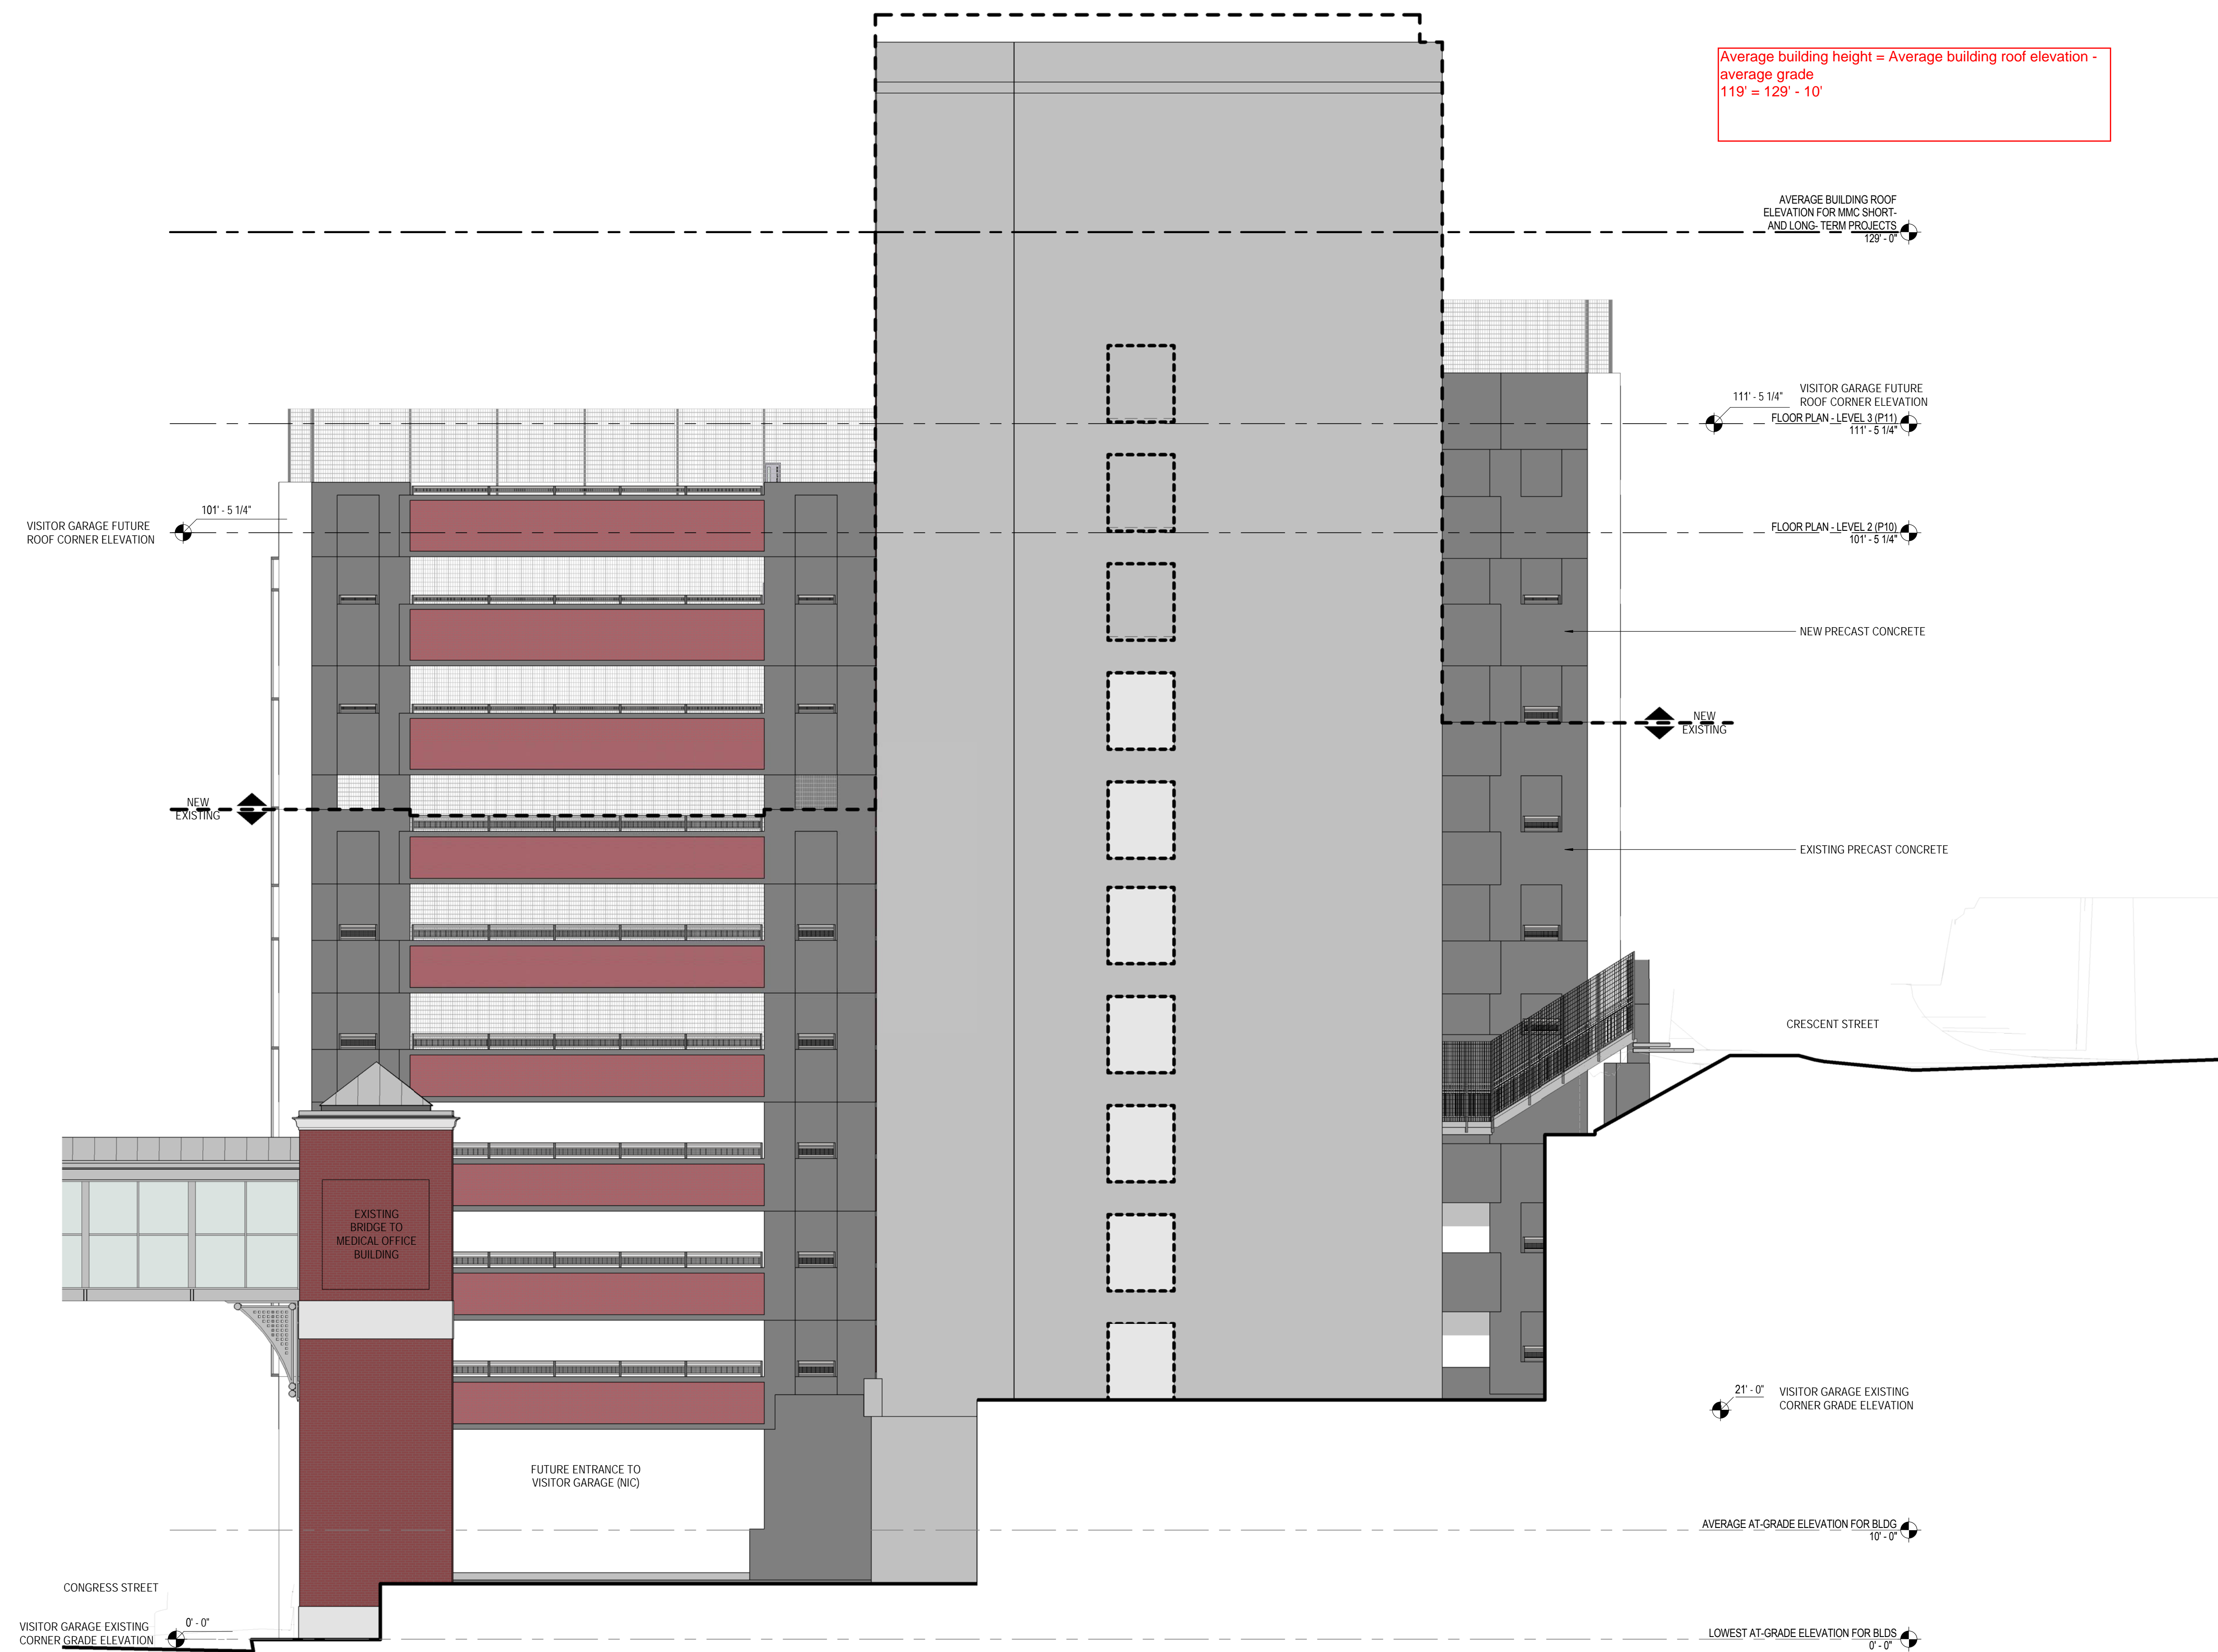 Average building height = Average building roof elevation -
average grade
119' = 129' - 10'
AVERAGE BUILDING ROOF
ELEVATION FOR MMC SHORT-
AND LONG- TERM PROJECTS
129' - 0"
111' - 5 1/4"
VISITOR GARAGE FUTURE
ROOF CORNER ELEVATION
FLOOR PLAN - LEVEL 3 (P11)
111' - 5 1/4"
101' - 5 1/4"
VISITOR GARAGE FUTURE
ROOF CORNER ELEVATION
FLOOR PLAN - LEVEL 2 (P10)
101' - 5 1/4"
NEW PRECAST CONCRETE
NEW
EXISTING
NEW
EXISTING
EXISTING PRECAST CONCRETE
CRESCENT STREET
EXISTING
BRIDGE TO
MEDICAL OFFICE
BUILDING
21' - 0"
VISITOR GARAGE EXISTING
CORNER GRADE ELEVATION
FUTURE ENTRANCE TO
VISITOR GARAGE (NIC)
AVERAGE AT-GRADE ELEVATION FOR BLDG
10' - 0"
CONGRESS STREET
VISITOR GARAGE EXISTING
CORNER GRADE ELEVATION
0' - 0"
LOWEST AT-GRADE ELEVATION FOR BLDS
0' - 0"